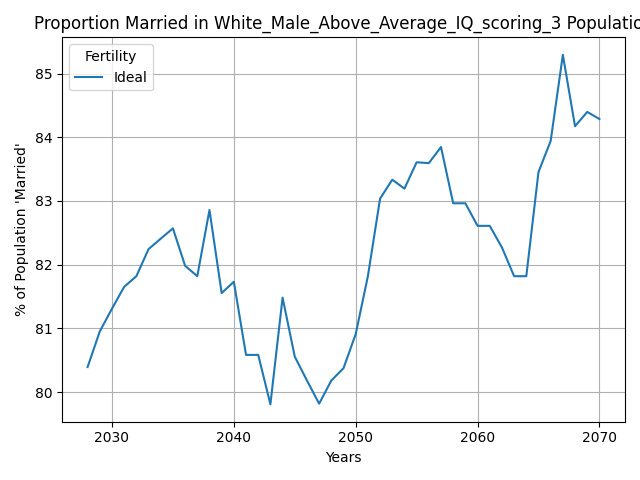 Proportion Married in White_Male_Above_Average_IQ_scoring_3 Populatio
Fertility
Ideal
% of Population 'Married'
85
84
83
82
81
80
2030 2040 2050 2060 2070
Years